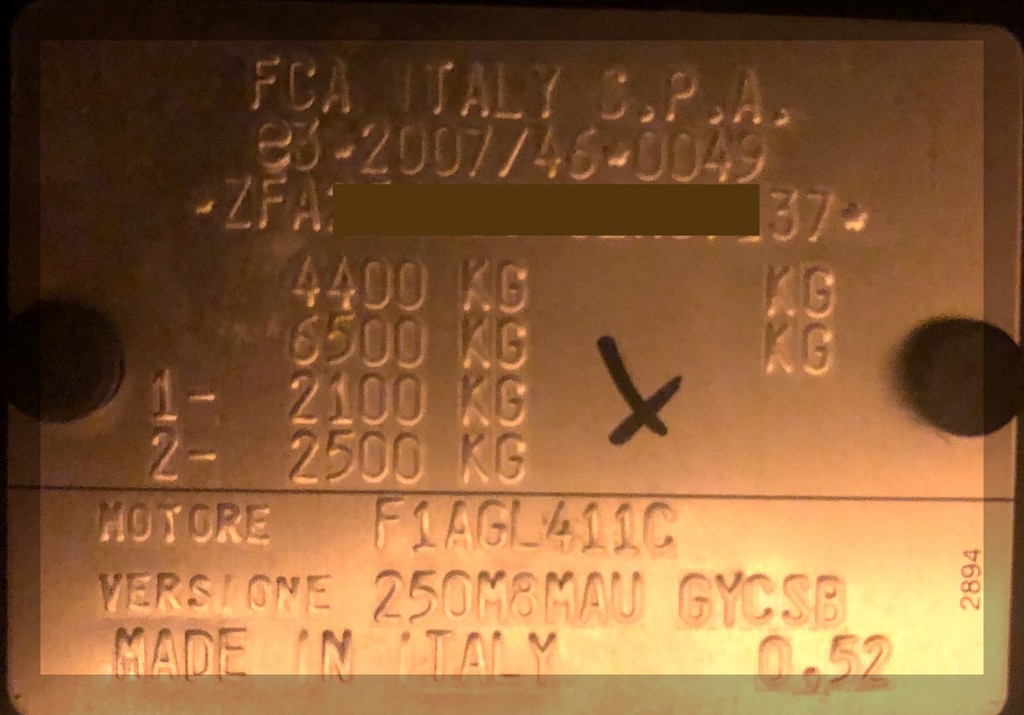 FCA ITALY S.P.A.
e3*2007/46*0049
*ZFA 37*
4400 KG KG
6500 KG KG
1- 2100 KG
2- 2500 KG
MOTORE F1AGL411C
VERSIONE 250M8MAU GYCSB
MADE IN ITALY 0.52
2894